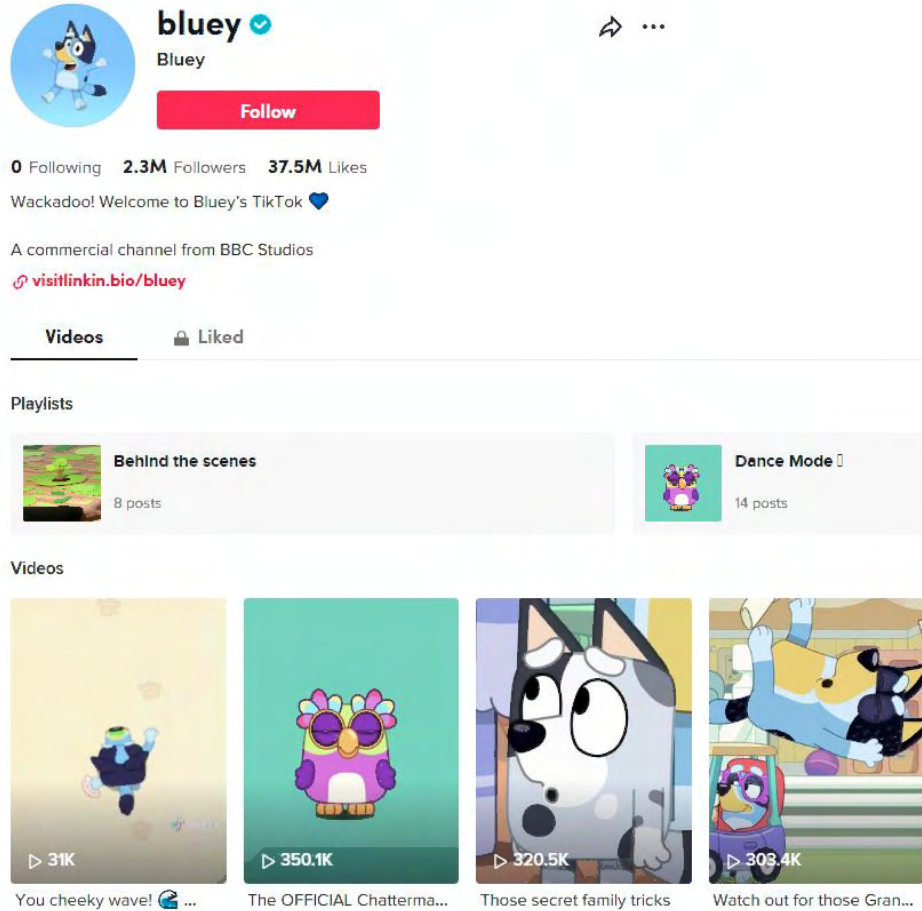 bluey
Bluey
Follow
0 Following 2.3M Followers 37.5M Likes
Wackadoo! Welcome to Bluey's TikTok 💙
A commercial channel from BBC Studios
visitlinkin.bio/bluey
Videos Liked
Playlists
Behind the scenes
8 posts
Dance Mode
14 posts
Videos
31K
350.1K
320.5K
303.4K
You cheeky wave! 🌊 ...
The OFFICIAL Chatterma...
Those secret family tricks
Watch out for those Gran...